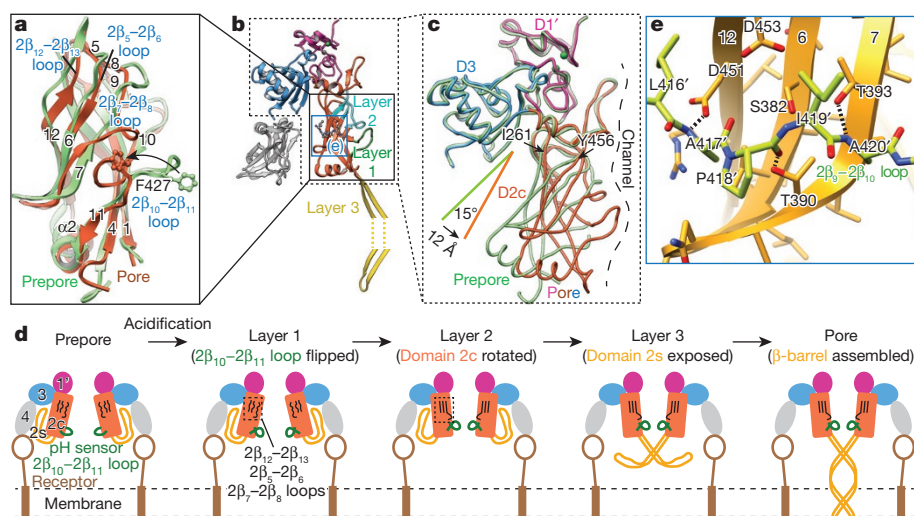 a
2β12–2β13
loop
5
2β5–2β6
loop
8
9
2β7–2β8
loop
12
6
10
7
F427
2β10–2β11
loop
11
α2
4
1
Prepore
Pore
b
Layer
2
(e)
Layer
1
Layer 3
c
D1′
D3
I261
Y456
Channel
D2c
15°
12 Å
Prepore
Pore
e
12
D453
6
7
L416′
D451
S382
T393
I419′
A417′
A420′
P418′
2β9–2β10 loop
T390
d
Prepore
Acidification
Layer 1
(2β10–2β11 loop flipped)
Layer 2
(Domain 2c rotated)
Layer 3
(Domain 2s exposed)
Pore
(β-barrel assembled)
1′
3
4
2c
2s
pH sensor
2β10–2β11 loop
Receptor
Membrane
2β12–2β13
2β5–2β6
2β7–2β8 loops